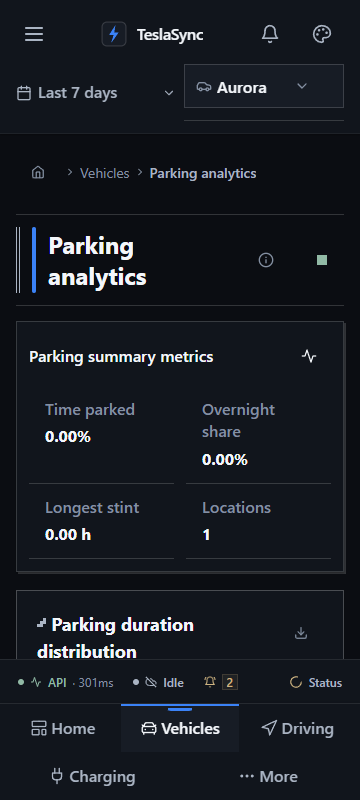 TeslaSync
Last 7 days
Aurora
Vehicles
Parking analytics
Parking
analytics
Parking summary metrics
Time parked
0.00%
Overnight
share
0.00%
Longest stint
0.00 h
Locations
1
Parking duration
distribution
API · 301ms
Idle
2
Status
Home
Vehicles
Driving
Charging
More